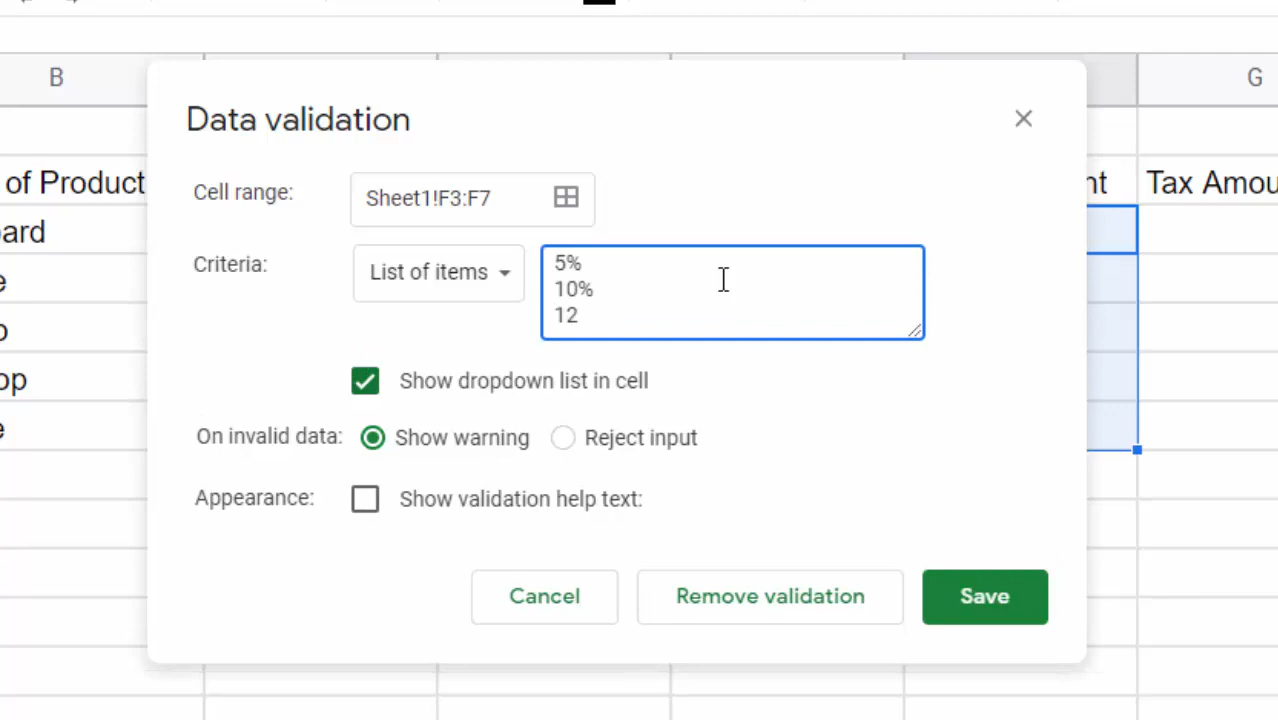 B
G
Data validation
of Product
nt
Tax Amou
Cell range:
Sheet1!F3:F7
ard
Criteria:
List of items
5%
10%
12
e
o
op
Show dropdown list in cell
e
On invalid data:
Show warning
Reject input
Appearance:
Show validation help text:
Cancel
Remove validation
Save